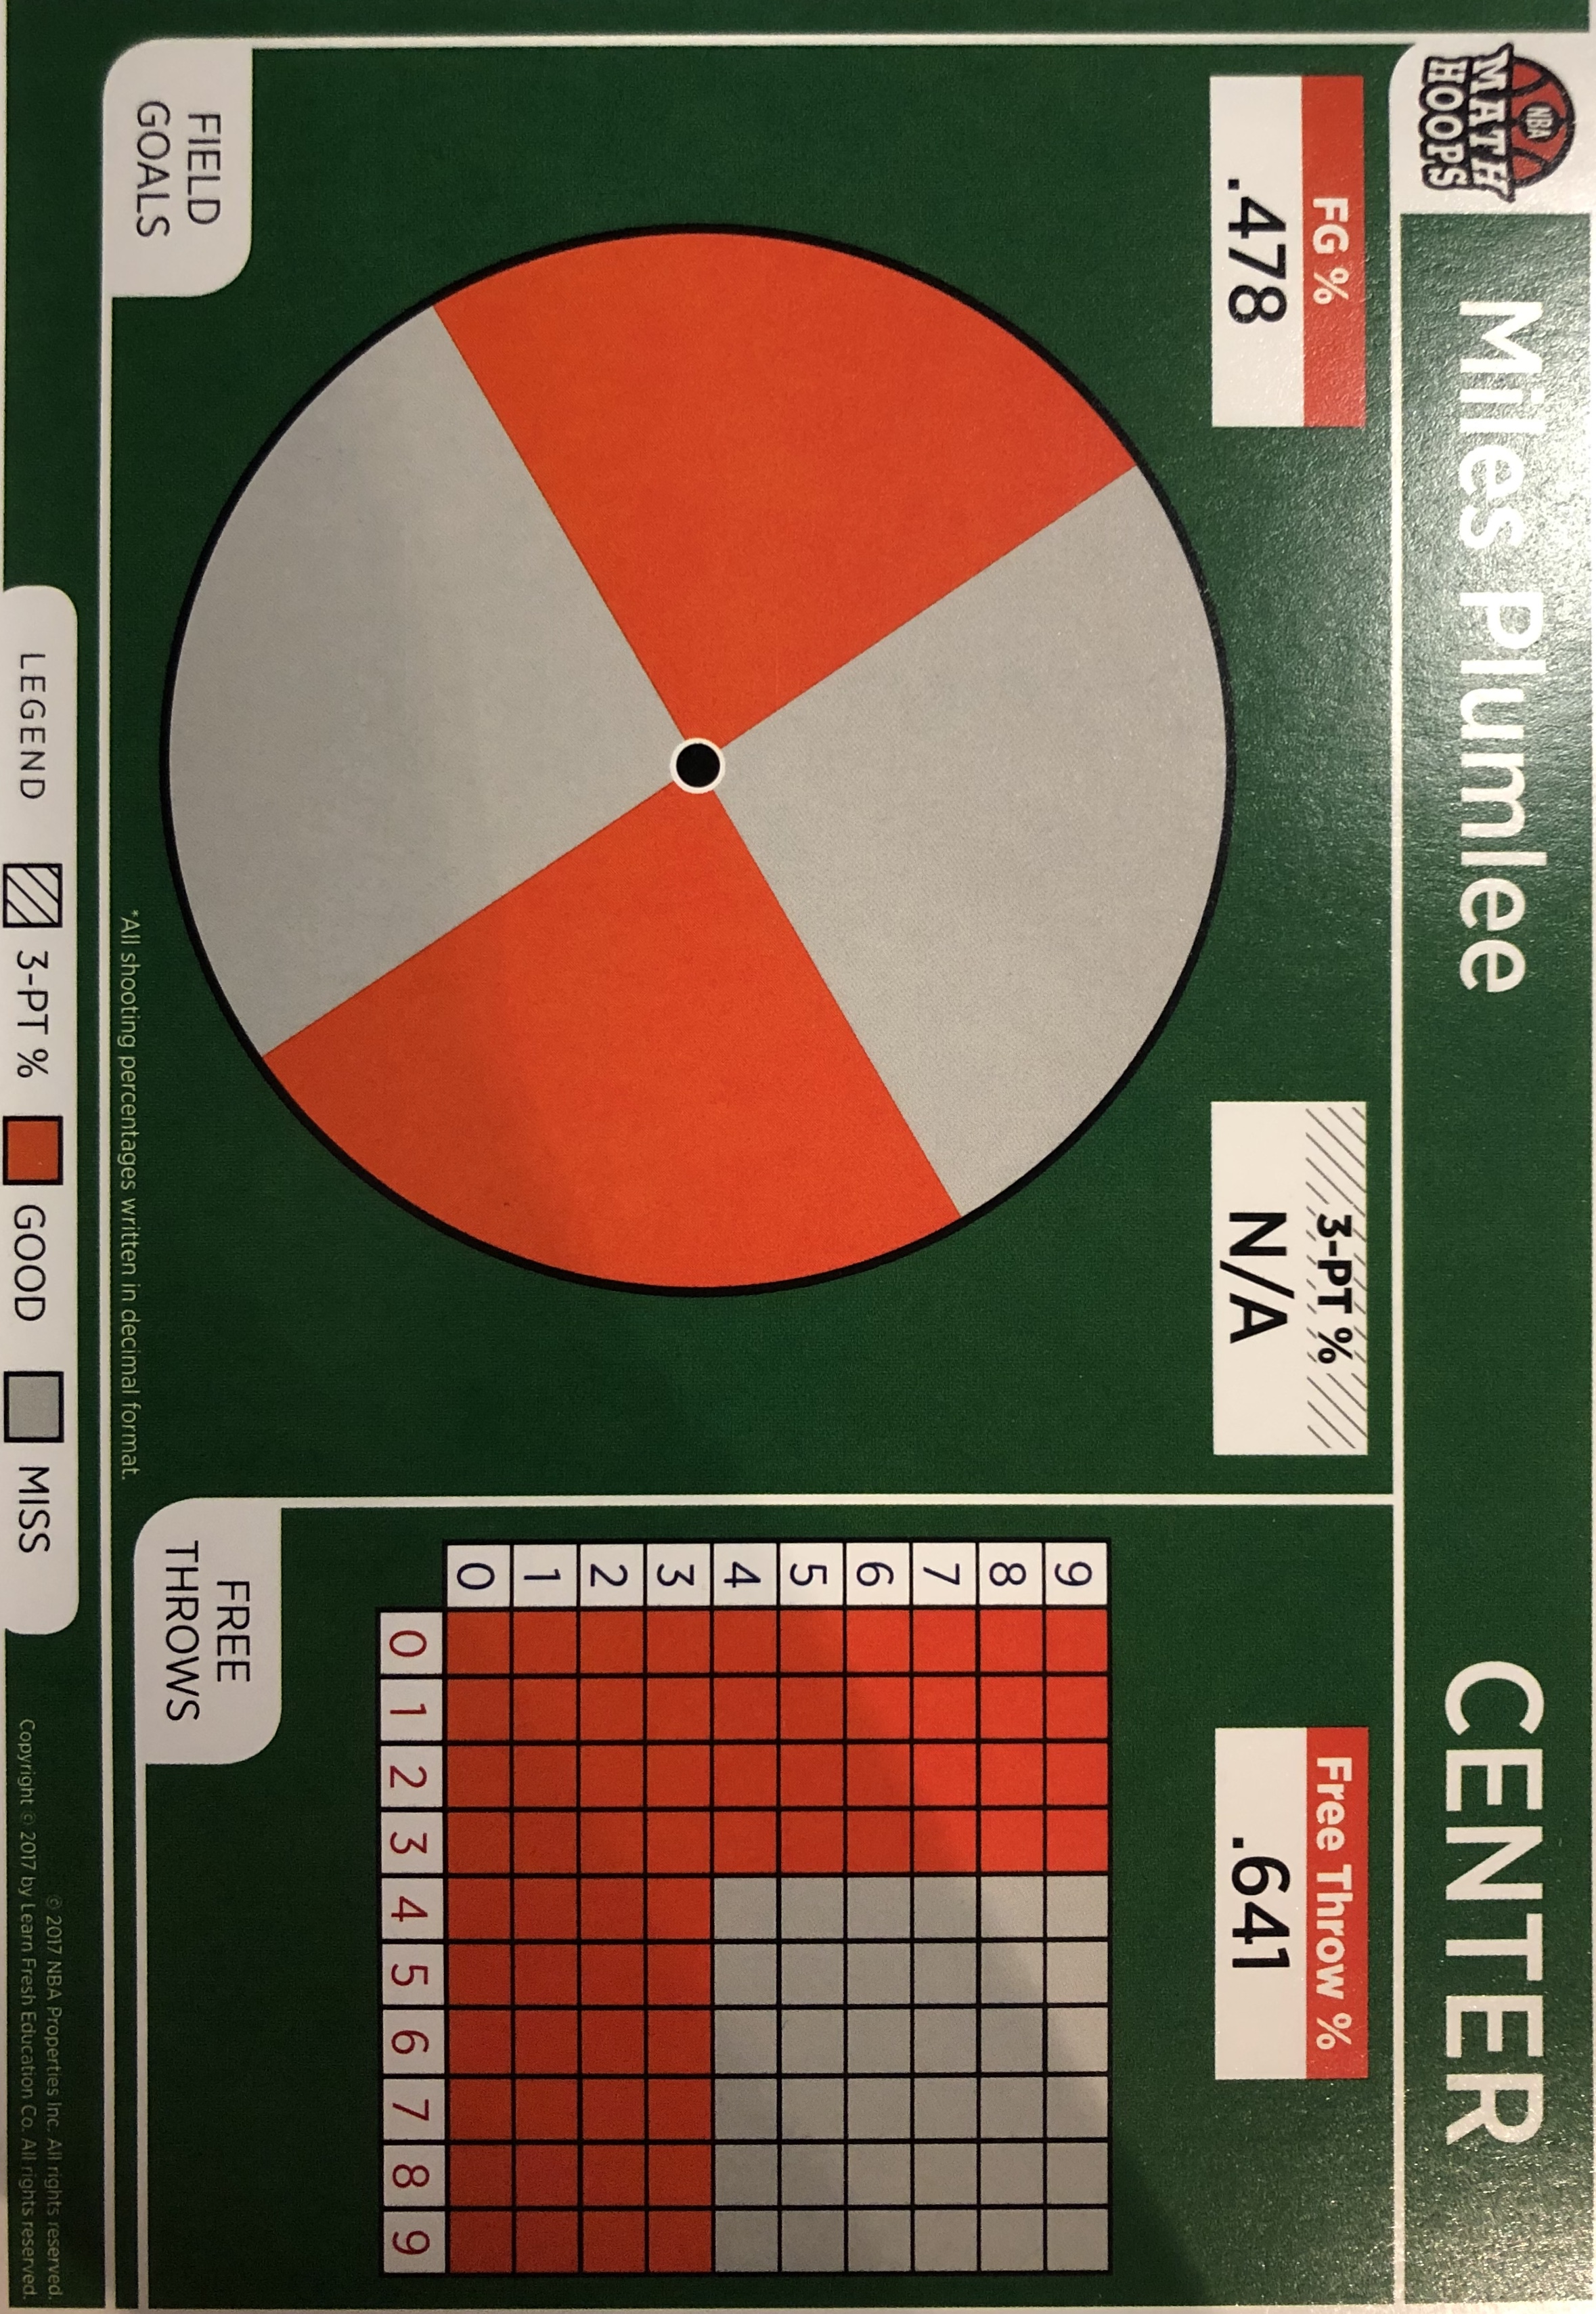 NBA
MATH
HOOPS
Miles Plumlee
CENTER
FG %
.478
3-PT %
N/A
Free Throw %
.641
9
8
7
6
5
4
3
2
1
0
0 1 2 3 4 5 6 7 8 9
FIELD
GOALS
FREE
THROWS
*All shooting percentages written in decimal format.
LEGEND 3-PT % GOOD MISS
© 2017 NBA Properties Inc. All rights reserved.
Copyright © 2017 by Learn Fresh Education Co. All rights reserved.